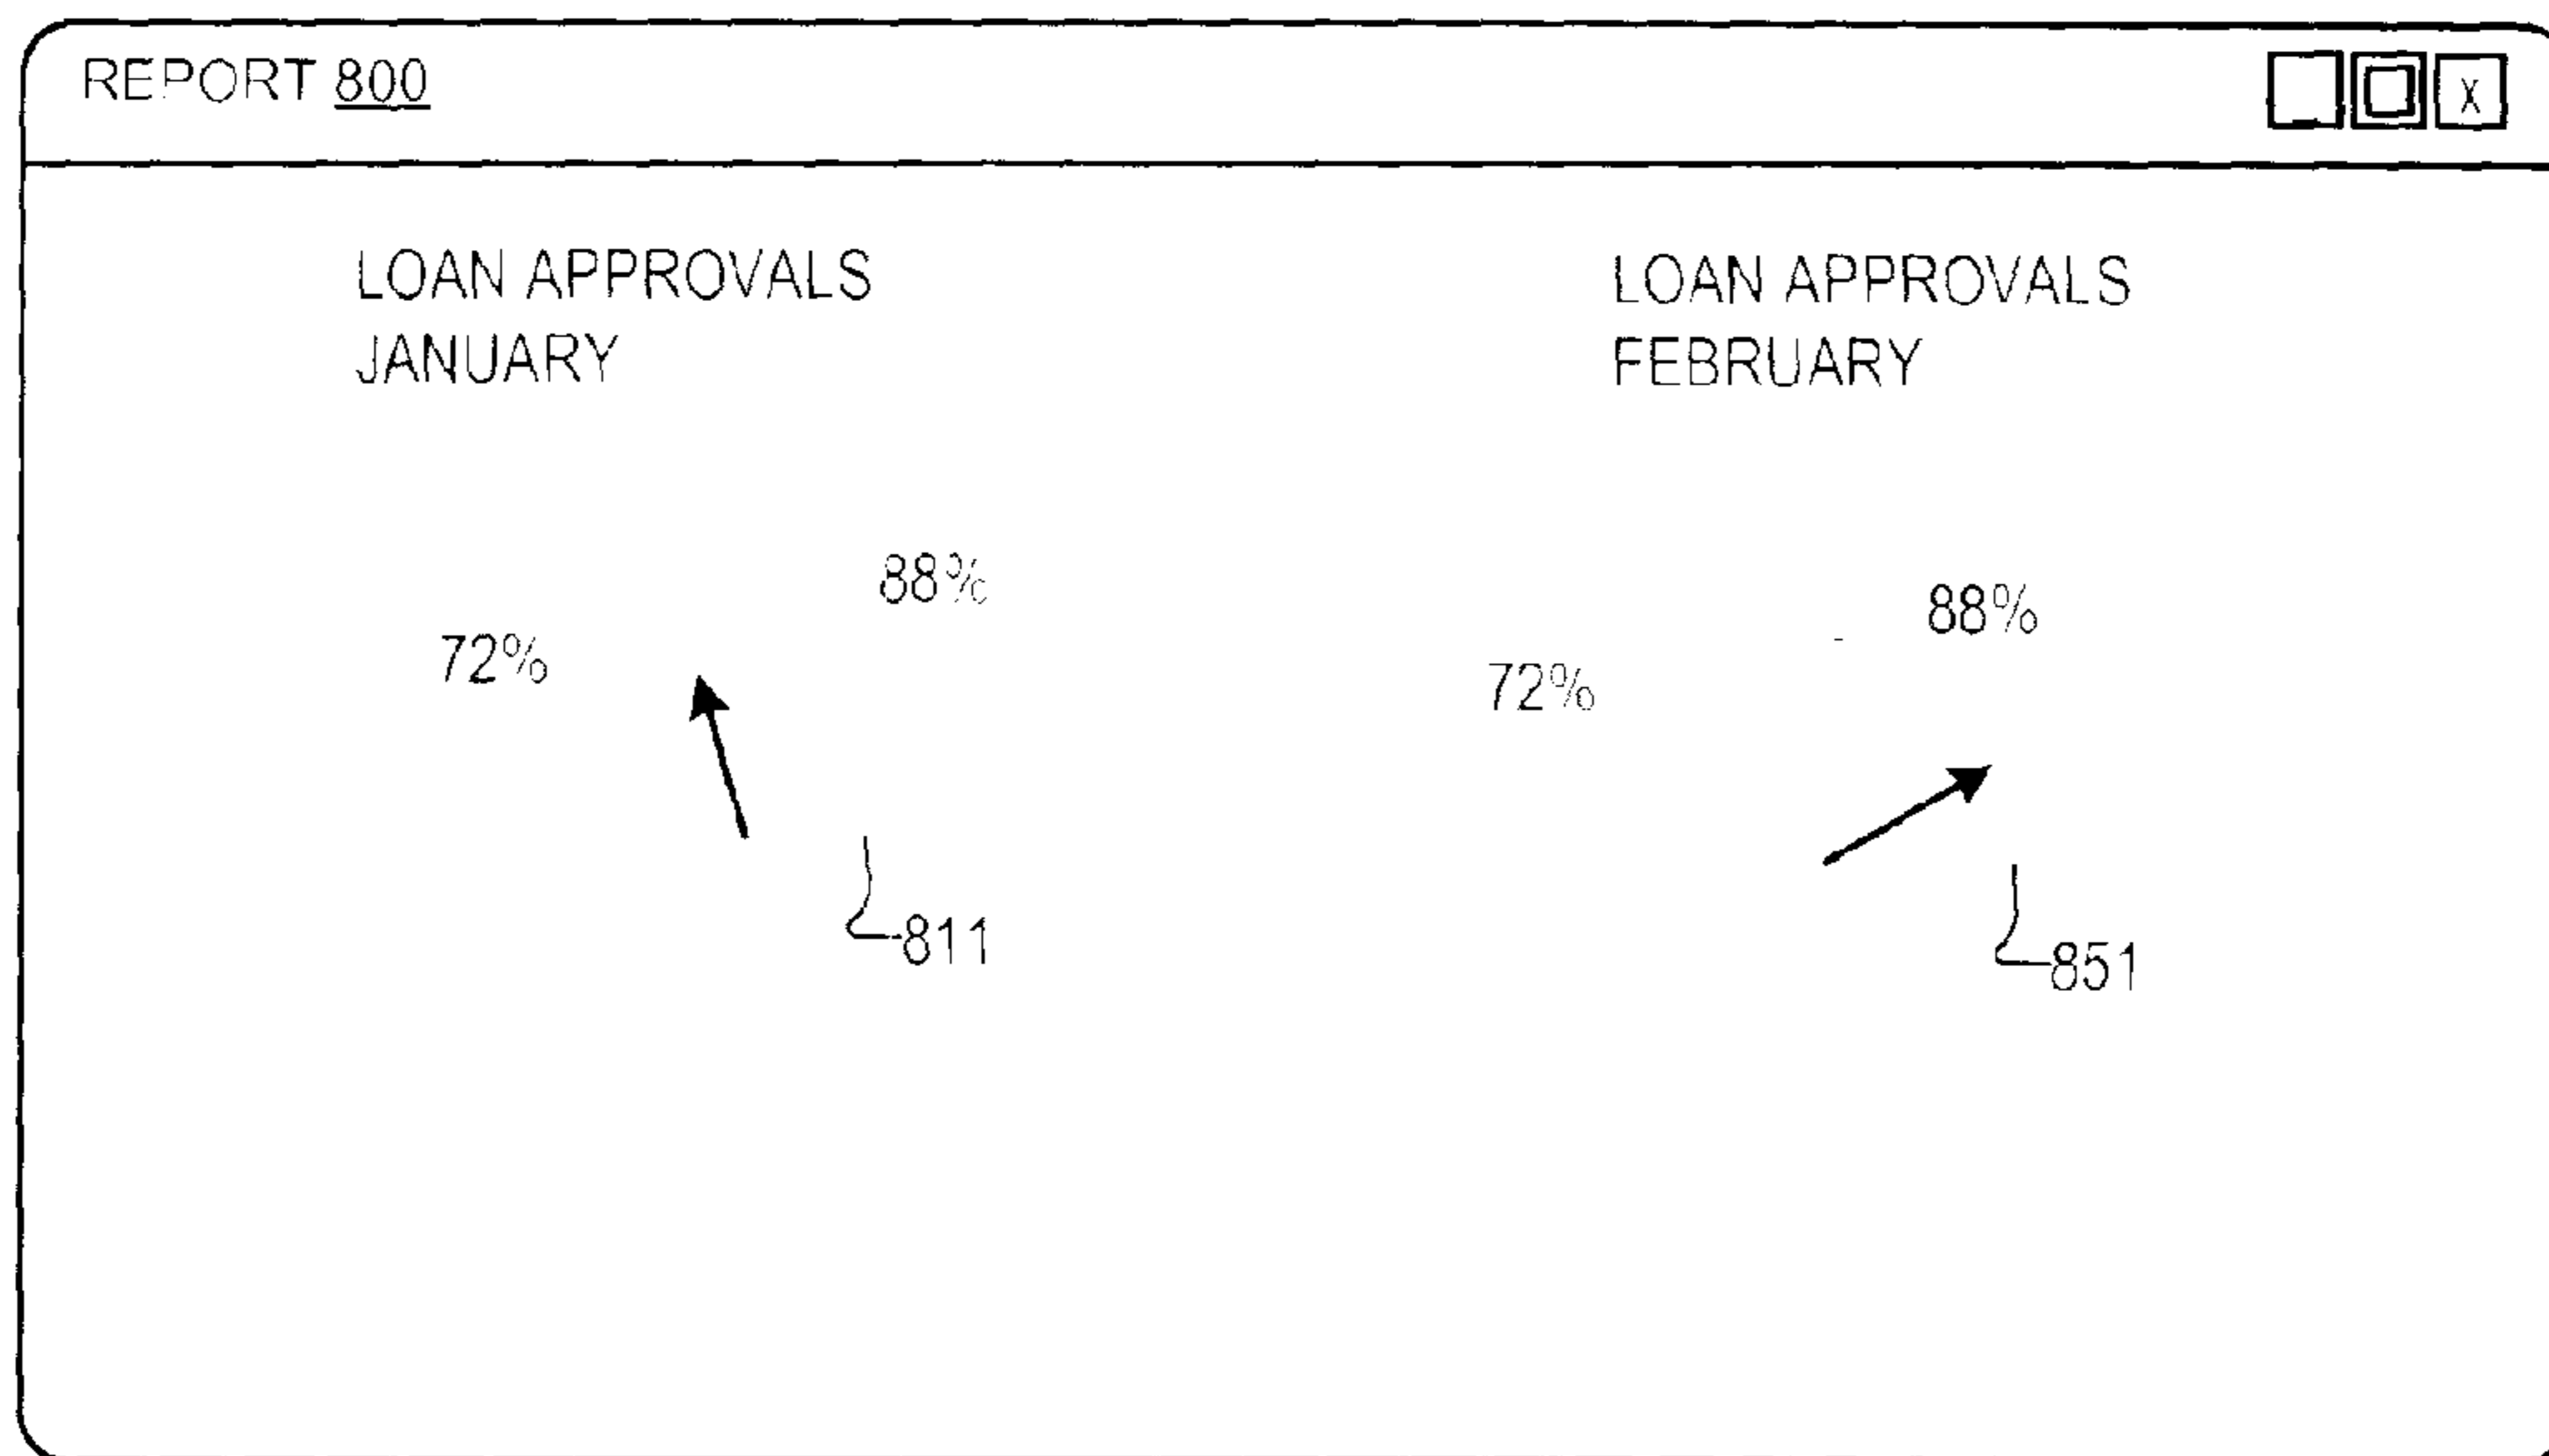 REPORT 800
X
LOAN APPROVALS
JANUARY
LOAN APPROVALS
FEBRUARY
88%
72%
811
88%
72%
851